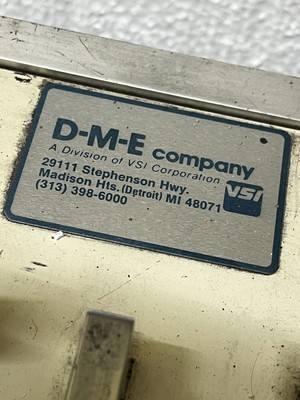 D-M-E company
A Division of VSI Corporation
29111 Stephenson Hwy.
Madison Hts. (Detroit) MI 48071
(313) 398-6000
VSI